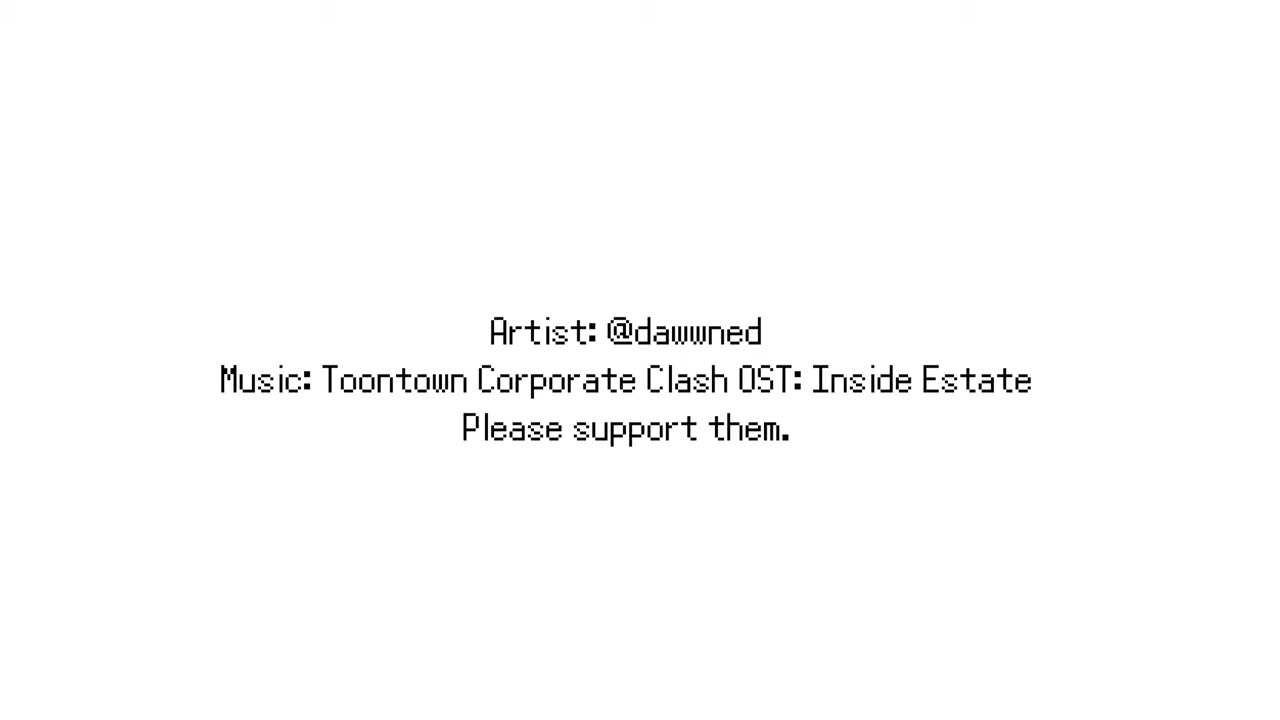 Artist: @dawwned
Music: Toontown Corporate Clash OST: Inside Estate
Please support them.